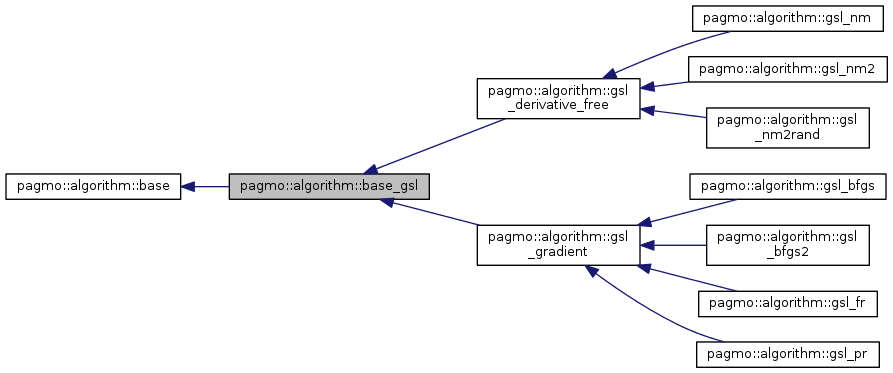 pagmo::algorithm::base
pagmo::algorithm::base_gsl
pagmo::algorithm::gsl
_derivative_free
pagmo::algorithm::gsl
_gradient
pagmo::algorithm::gsl_nm
pagmo::algorithm::gsl_nm2
pagmo::algorithm::gsl
_nm2rand
pagmo::algorithm::gsl_bfgs
pagmo::algorithm::gsl
_bfgs2
pagmo::algorithm::gsl_fr
pagmo::algorithm::gsl_pr